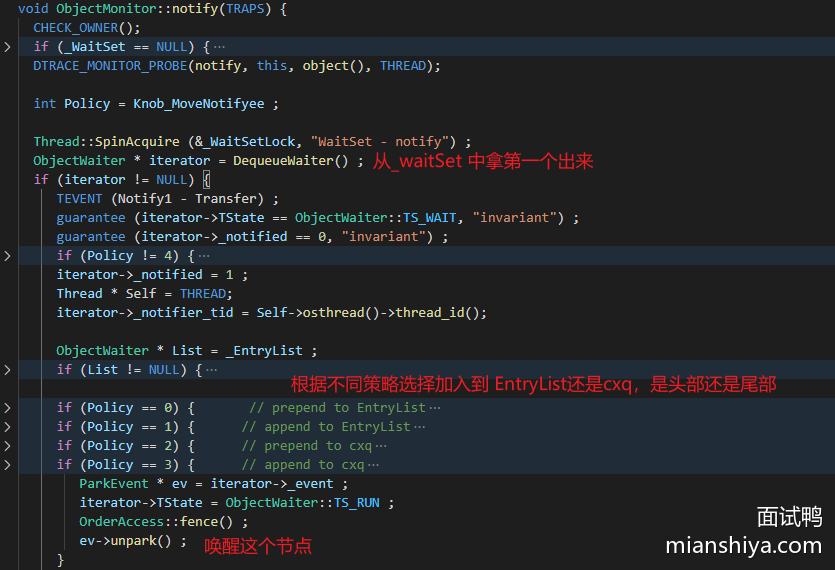 void ObjectMonitor::notify(TRAPS) {
CHECK_OWNER();
if (_WaitSet == NULL) {···
DTRACE_MONITOR_PROBE(notify, this, object(), THREAD);
int Policy = Knob_MoveNotifyee ;
Thread::SpinAcquire (&_WaitSetLock, "WaitSet - notify") ;
ObjectWaiter * iterator = DequeueWaiter() ; 从_waitSet 中拿第一个出来
if (iterator != NULL) {
TEVENT (Notify1 - Transfer) ;
guarantee (iterator->TState == ObjectWaiter::TS_WAIT, "invariant") ;
guarantee (iterator->_notified == 0, "invariant") ;
if (Policy != 4) {···
iterator->_notified = 1 ;
Thread * Self = THREAD;
iterator->_notifier_tid = Self->osthread()->thread_id();
ObjectWaiter * List = _EntryList ;
if (List != NULL) {···
根据不同策略选择加入到 EntryList还是cxq，是头部还是尾部
if (Policy == 0) { // prepend to EntryList···
if (Policy == 1) { // append to EntryList···
if (Policy == 2) { // prepend to cxq···
if (Policy == 3) { // append to cxq···
ParkEvent * ev = iterator->_event ;
iterator->TState = ObjectWaiter::TS_RUN ;
OrderAccess::fence() ;
ev->unpark() ; 唤醒这个节点
}
面试鸭
mianshiya.com